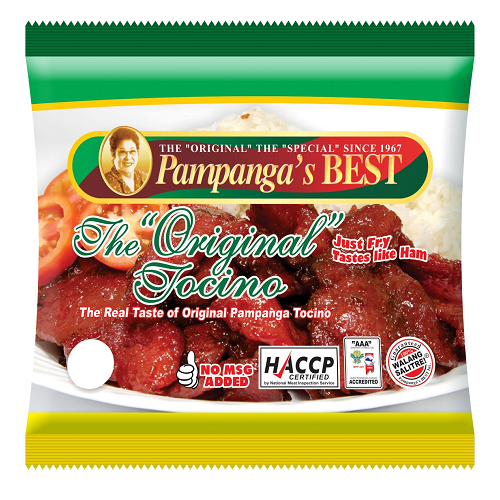 THE "ORIGINAL" THE "SPECIAL" SINCE 1967
Pampanga's BEST
The "Original"
Tocino
Just Fry
Tastes like Ham
The Real Taste of Original Pampanga Tocino
NO MSG
ADDED
HACCP
CERTIFIED
by National Meat Inspection Service
"AAA"
ACCREDITED
Guaranteed
WALANG
SALITRE!